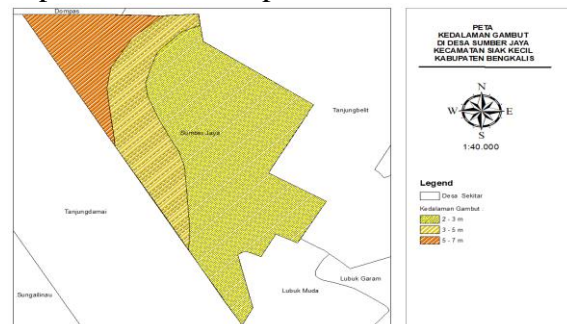 Dompas
Sumber Jaya
Tanjungbelit
Tanjungdamai
Sungailinau
Lubuk Muda
Lubuk Garam
PETA
KEDALAMAN GAMBUT
DI DESA SUMBER JAYA
KECAMATAN SIAK KECIL
KABUPATEN BENGKALIS
N
W E
S
1:40.000
Legend
Desa Sekitar
Kedalaman Gambut
2 - 3 m
3 - 5 m
5 - 7 m